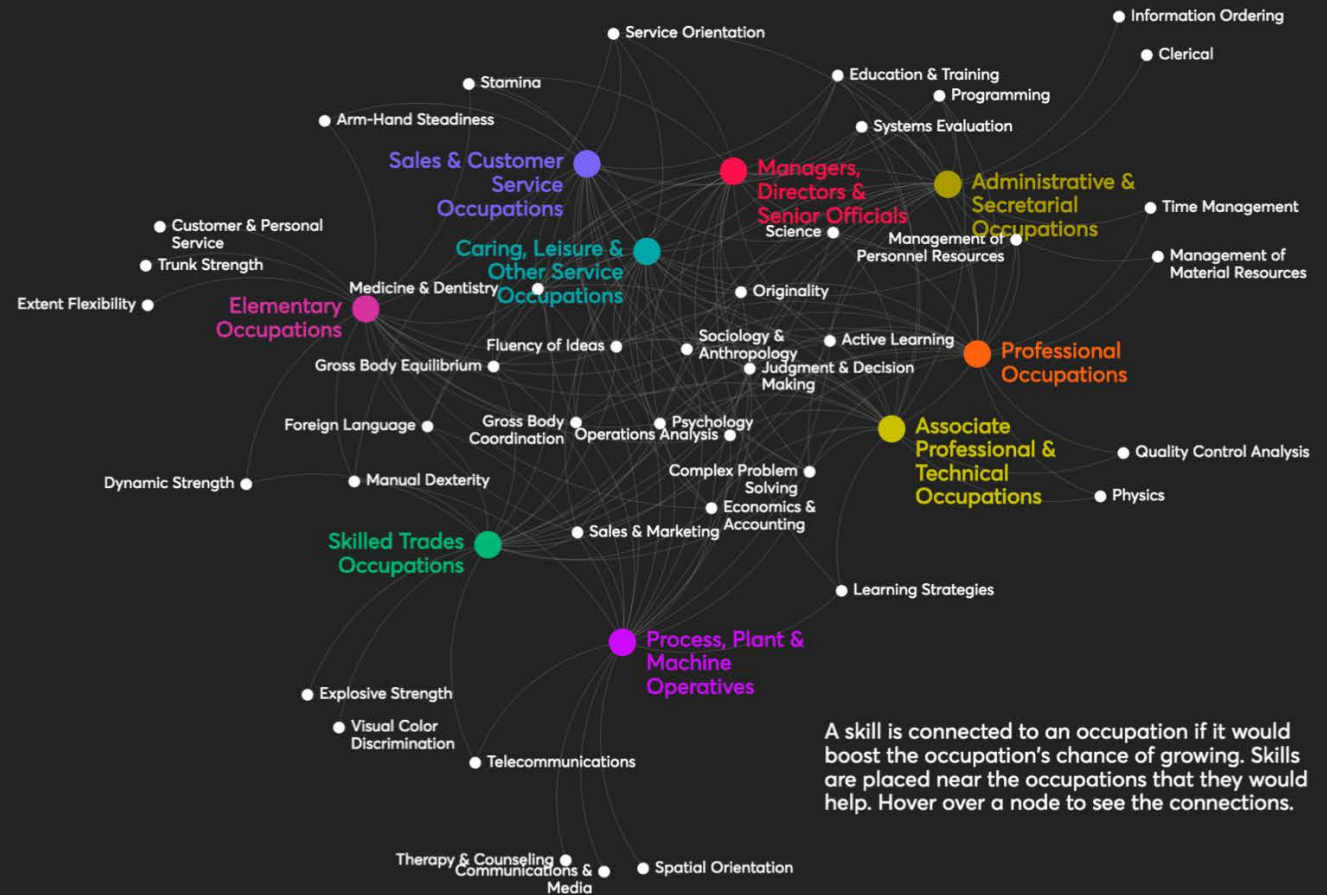 Information Ordering
Service Orientation
Clerical
Education & Training
Stamina
Programming
Arm-Hand Steadiness
Systems Evaluation
Sales & Customer
Service
Occupations
Managers,
Directors &
Senior Officials
Administrative &
Secretarial
Occupations
Time Management
Customer & Personal
Service
Science
Management of
Personnel Resources
Caring, Leisure &
Other Service
Occupations
Management of
Material Resources
Trunk Strength
Medicine & Dentistry
Originality
Extent Flexibility
Elementary
Occupations
Fluency of Ideas
Sociology &
Anthropology
Active Learning
Professional
Occupations
Gross Body Equilibrium
Judgment & Decision
Making
Foreign Language
Gross Body
Coordination
Psychology
Operations Analysis
Associate
Professional &
Technical
Occupations
Quality Control Analysis
Dynamic Strength
Manual Dexterity
Complex Problem
Solving
Physics
Economics &
Accounting
Sales & Marketing
Skilled Trades
Occupations
Learning Strategies
Process, Plant &
Machine
Operatives
Explosive Strength
Visual Color
Discrimination
Telecommunications
A skill is connected to an occupation if it would
boost the occupation's chance of growing. Skills
are placed near the occupations that they would
help. Hover over a node to see the connections.
Therapy & Counseling
Communications &
Media
Spatial Orientation